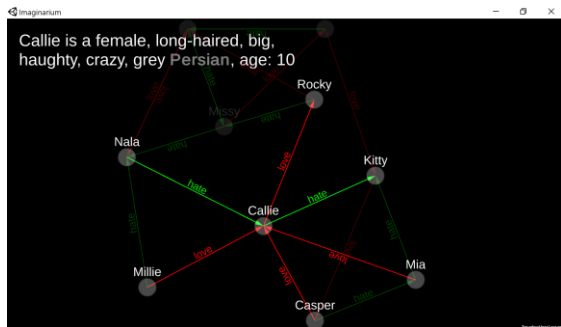 Imaginarium
Callie is a female, long-haired, big,
haughty, crazy, grey Persian, age: 10
Rocky
Missy
hate
hate
Nala
love
Kitty
hate
hate
hate
Callie
hate
love
love
Millie
love
Mia
Casper
hate